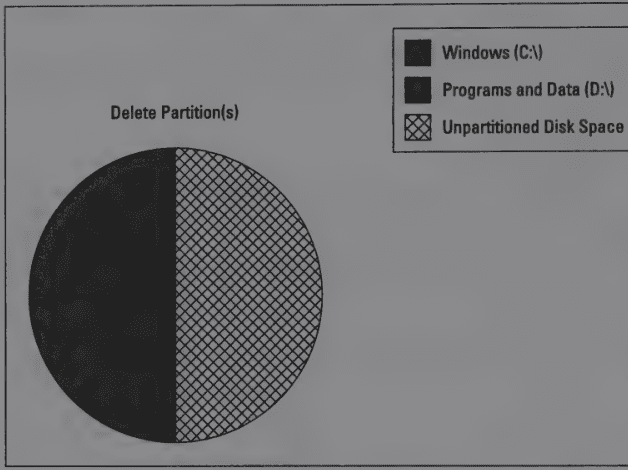 Windows (C:\)
Programs and Data (D:\)
Delete Partition(s)
Unpartitioned Disk Space